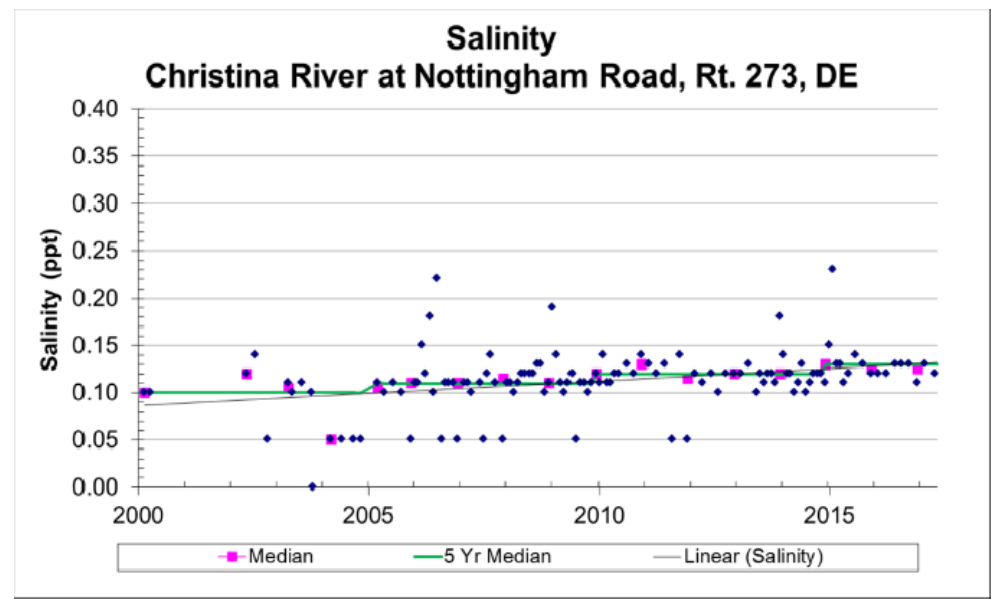 Salinity
Christina River at Nottingham Road, Rt. 273, DE
0.40
0.35
0.30
0.25
0.20
0.15
0.10
0.05
0.00
Salinity (ppt)
2000 2005 2010 2015
Median 5 Yr Median Linear (Salinity)